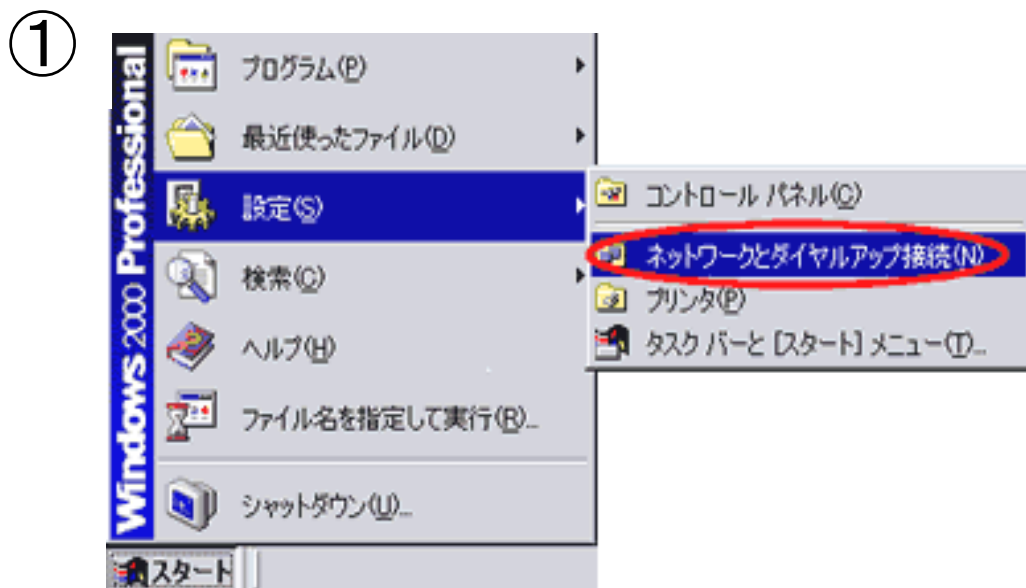 ①
Windows 2000 Professional
プログラム(P)
最近使ったファイル(D)
設定(S)
検索(C)
ヘルプ(H)
ファイル名を指定して実行(R)...
シャットダウン(U)...
スタート
コントロール パネル(C)
ネットワークとダイヤルアップ接続(N)
プリンタ(P)
タスク バーと [スタート] メニュー(T)...